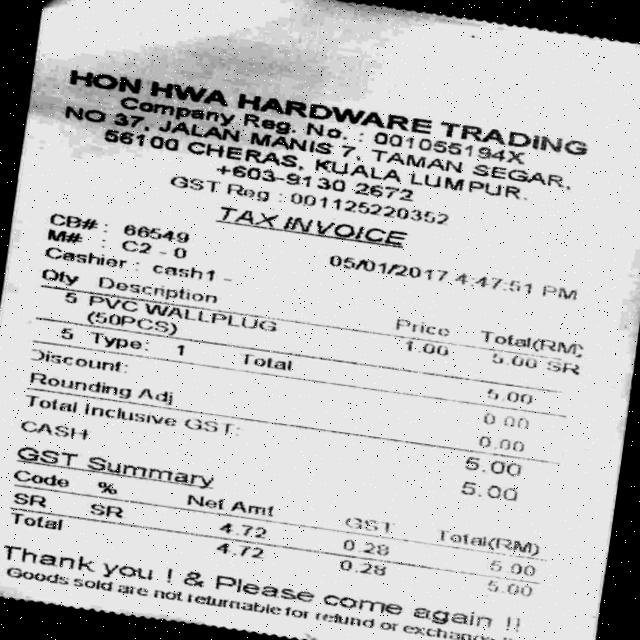 HON HWA HARDWARE TRADING
Company Reg. No. : 001055194X
NO 37, JALAN MANIS 7, TAMAN SEGAR,
56100 CHERAS, KUALA LUMPUR.
+603-9130 2672
GST Reg : 001125220352
TAX INVOICE
CB# : 66549
M# : C2 - 0 05/01/2017 4:47:51 PM
Cashier : cash1 -
Qty Description Price Total(RM)
5 PVC WALLPLUG 1.00 5.00 SR
(50PCS)
5 Type: 1 Total 5.00
Discount: 0.00
Rounding Adj 0.00
Total Inclusive GST: 5.00
CASH 5.00
GST Summary
Code % Net Amt GST Total(RM)
SR SR 4.72 0.28 5.00
Total 4.72 0.28 5.00
Thank you ! & Please come again !!
Goods sold are not returnable for refund or exchange